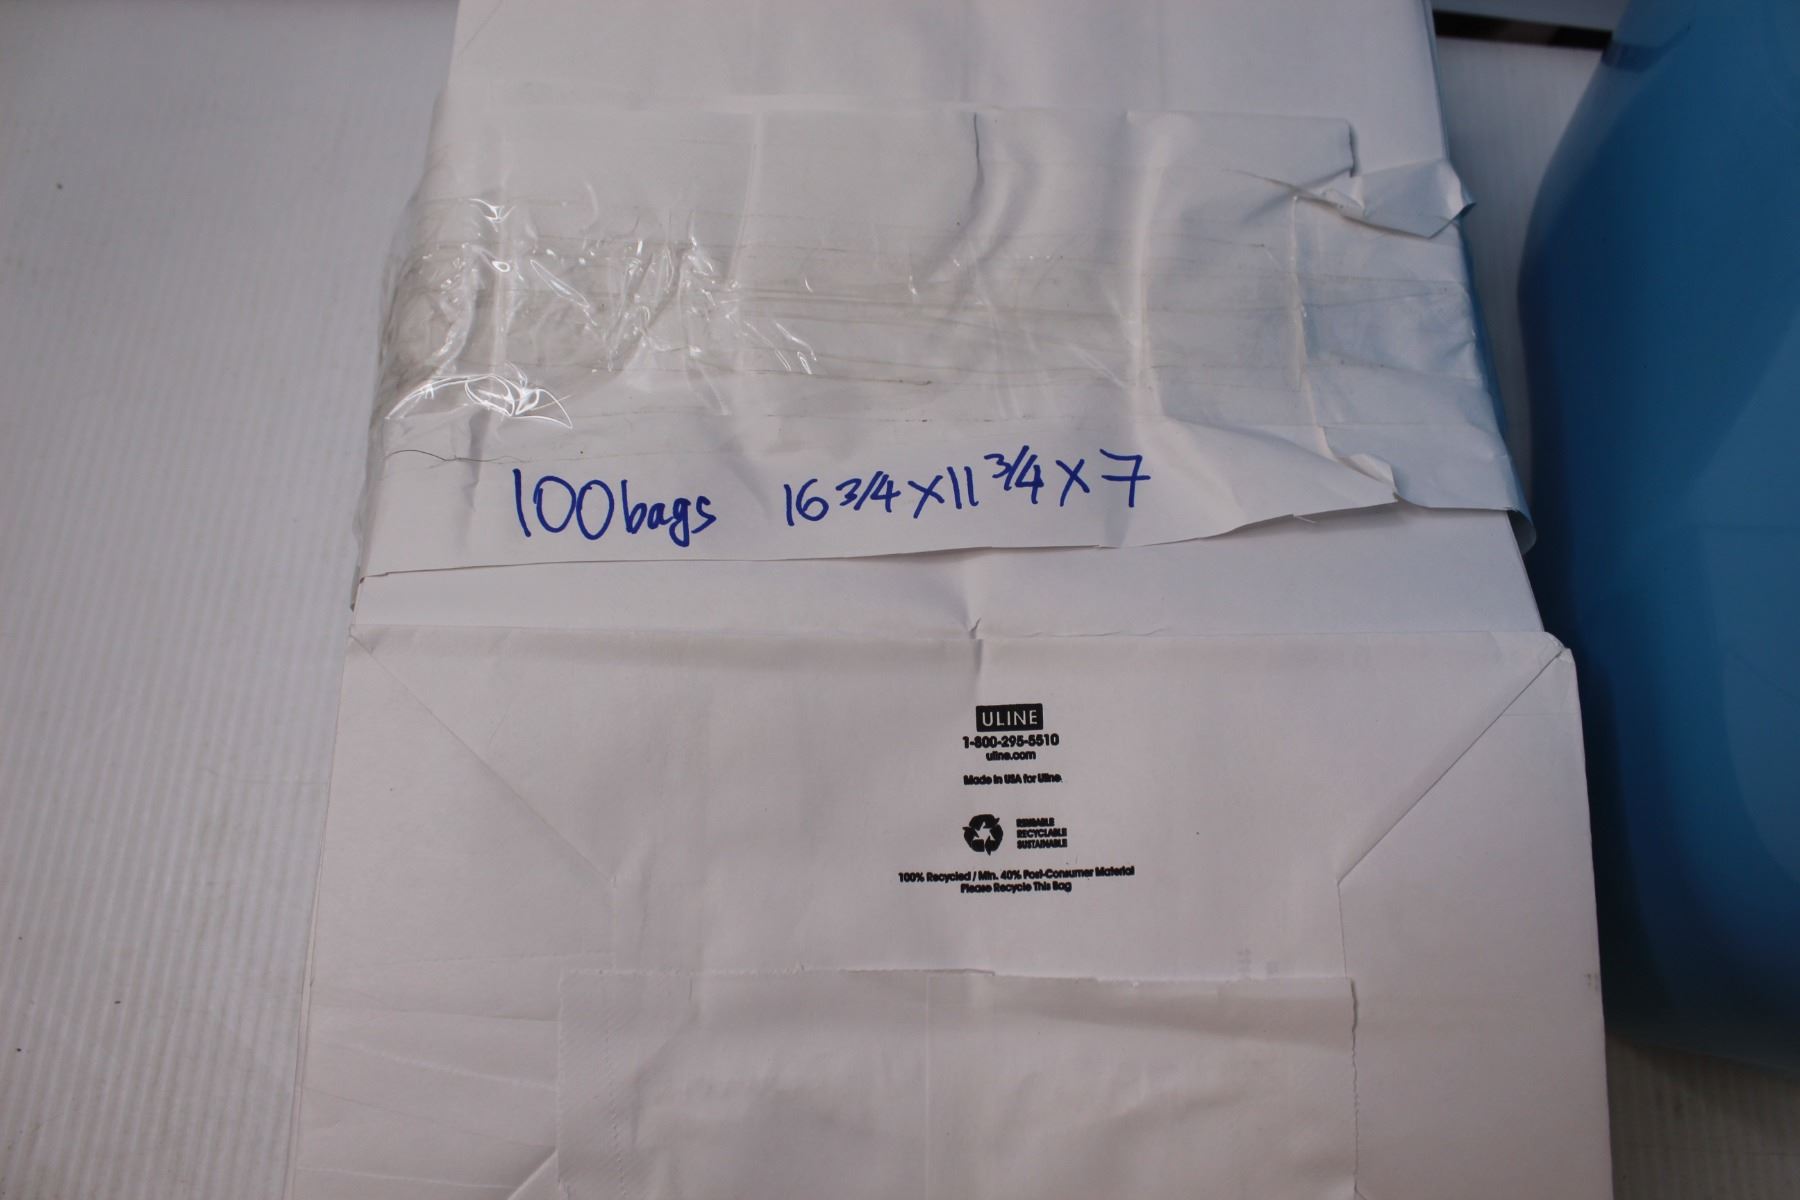 100bags 16 3/4 X 11 3/4 X 7
ULINE
1-800-295-5510
uline.com
Made in USA for Uline.
REUSABLE
RECYCLABLE
SUSTAINABLE
100% Recycled / Min. 40% Post-Consumer Material
Please Recycle This Bag